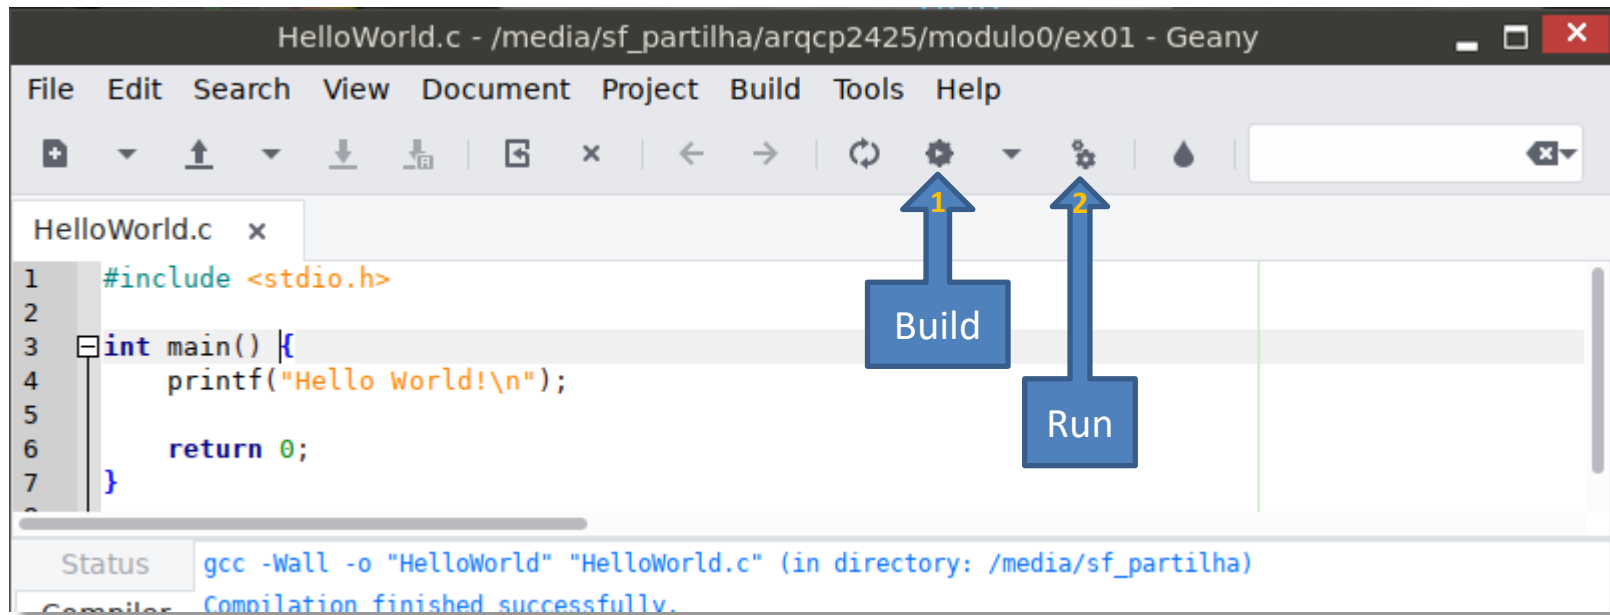 HelloWorld.c - /media/sf_partilha/arqcp2425/modulo0/ex01 - Geany
File Edit Search View Document Project Build Tools Help
1 2
HelloWorld.c
1 #include <stdio.h>
2
3 int main() {
4 printf("Hello World!\n");
5
6 return 0;
7 }
Build
Run
Status
gcc -Wall -o "HelloWorld" "HelloWorld.c" (in directory: /media/sf_partilha)
Compiler
Compilation finished successfully.